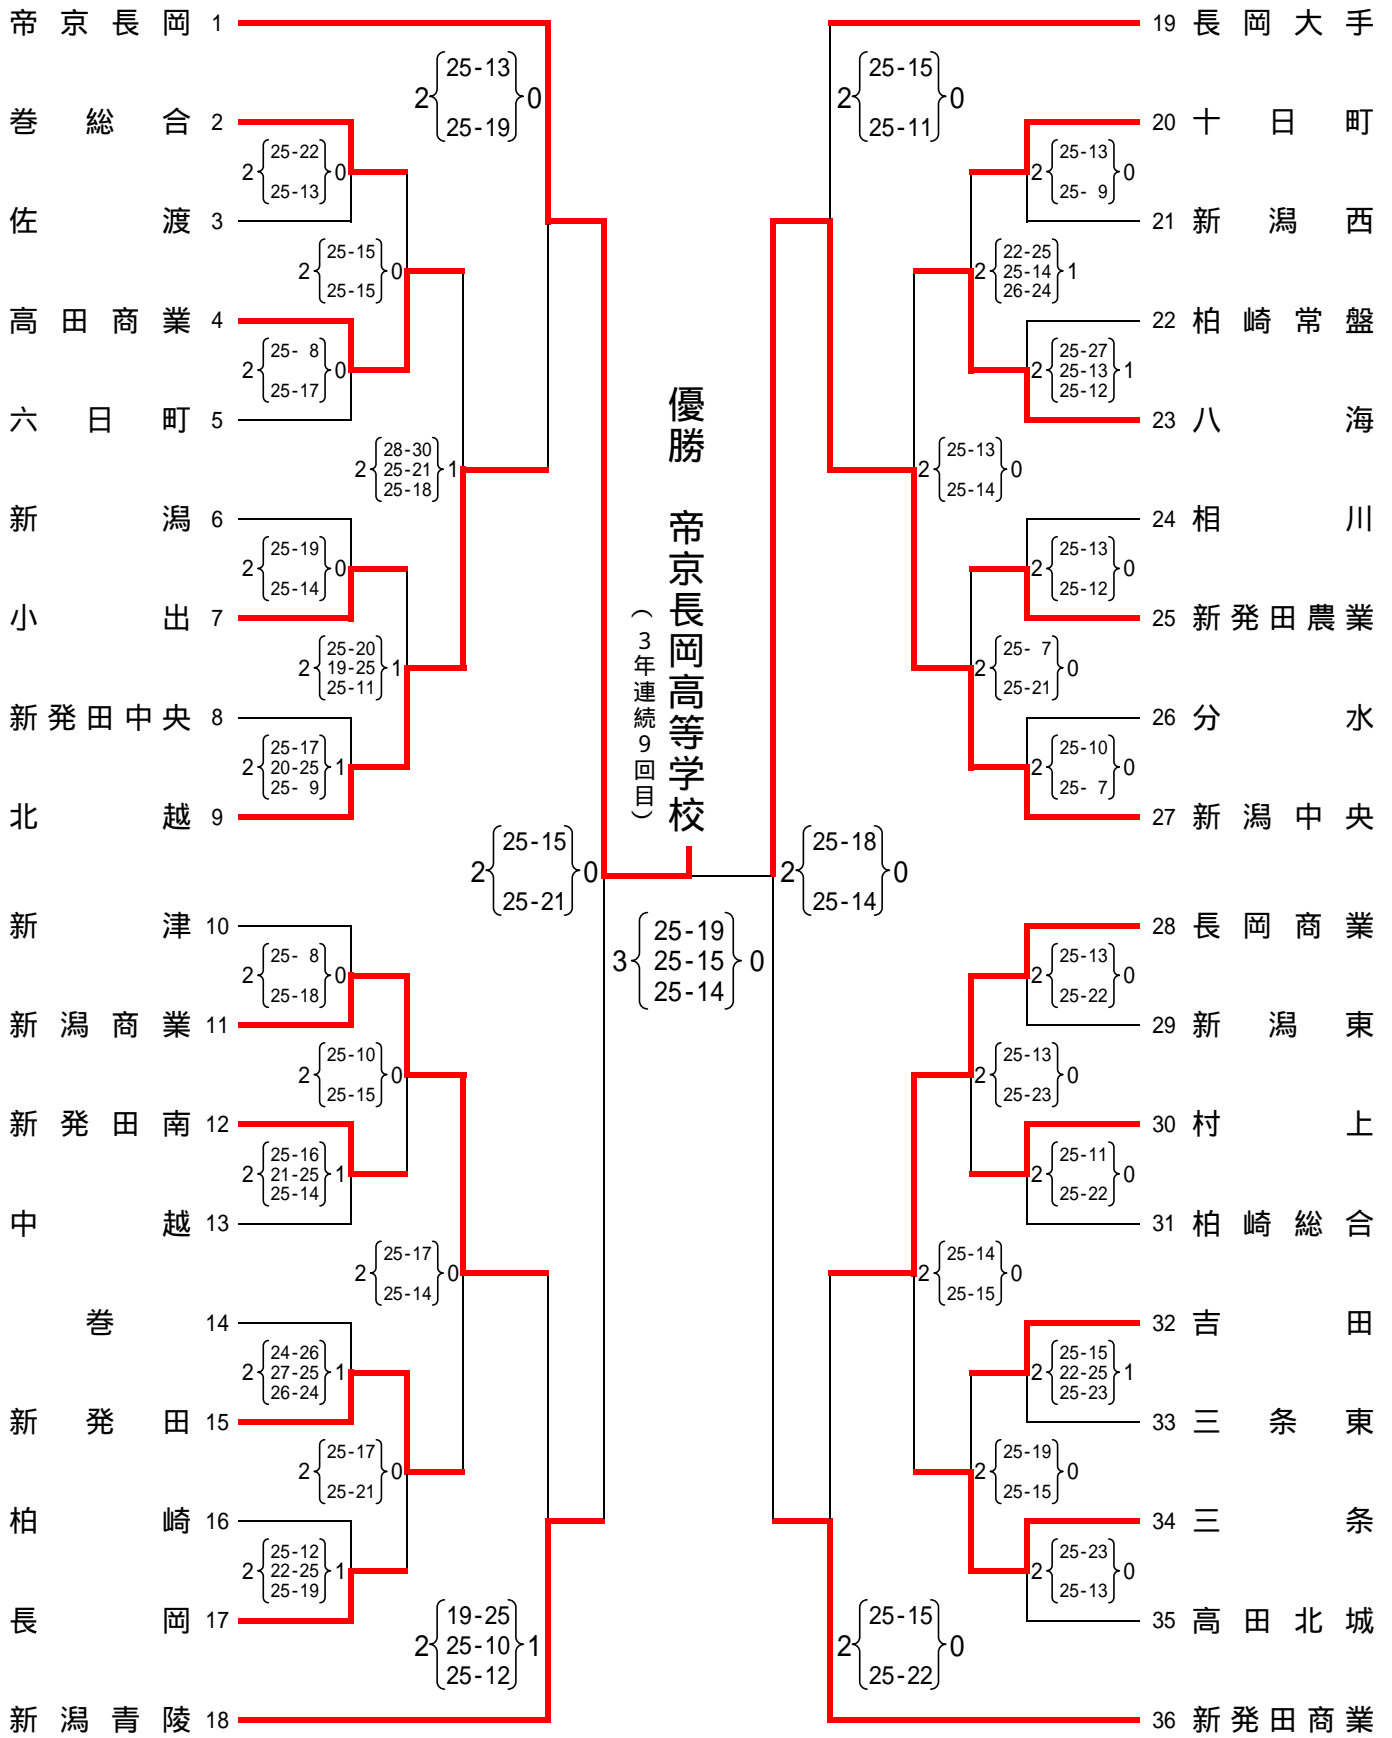 帝京長岡 1
2 25-13 0
25-19
巻総合 2
2 25-22 0
25-13
佐渡 3
2 25-15 0
25-15
高田商業 4
2 25- 8 0
25-17
六日町 5
2 28-30 1
25-21
25-18
新潟 6
2 25-19 0
25-14
小出 7
2 25-20 1
19-25
25-11
新発田中央 8
2 25-17 1
20-25
25- 9
北越 9
2 25-15 0
25-21
新津 10
2 25- 8 0
25-18
新潟商業 11
2 25-10 0
25-15
新発田南 12
2 25-16 1
21-25
25-14
中越 13
2 25-17 0
25-14
巻 14
2 24-26 1
27-25
26-24
新発田 15
2 25-17 0
25-21
柏崎 16
2 25-12 1
22-25
25-19
長岡 17
2 19-25 1
25-10
25-12
新潟青陵 18
優勝 帝京長岡高等学校
(3年連続9回目)
3 25-19 0
25-15
25-14
19 長岡大手
2 25-15 0
25-11
20 十日町
2 25-13 0
25- 9
21 新潟西
2 22-25 1
25-14
26-24
22 柏崎常盤
2 25-27 1
25-13
25-12
23 八海
2 25-13 0
25-14
24 相川
2 25-13 0
25-12
25 新発田農業
2 25- 7 0
25-21
26 分水
2 25-10 0
25- 7
27 新潟中央
2 25-18 0
25-14
28 長岡商業
2 25-13 0
25-22
29 新潟東
2 25-13 0
25-23
30 村上
2 25-11 0
25-22
31 柏崎総合
2 25-14 0
25-15
32 吉田
2 25-15 1
22-25
25-23
33 三条東
2 25-19 0
25-15
34 三条
2 25-23 0
25-13
35 高田北城
2 25-15 0
25-22
36 新発田商業